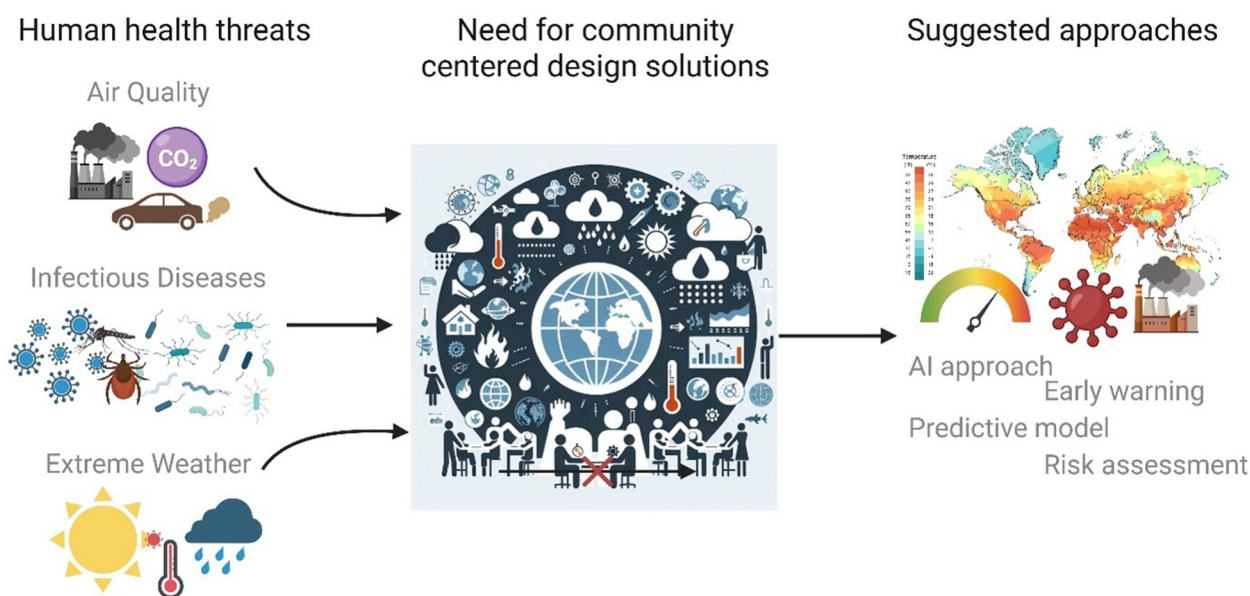 Human health threats
Need for community
centered design solutions
Suggested approaches
Air Quality
CO₂
Infectious Diseases
Extreme Weather
Temperature
AI approach
Early warning
Predictive model
Risk assessment